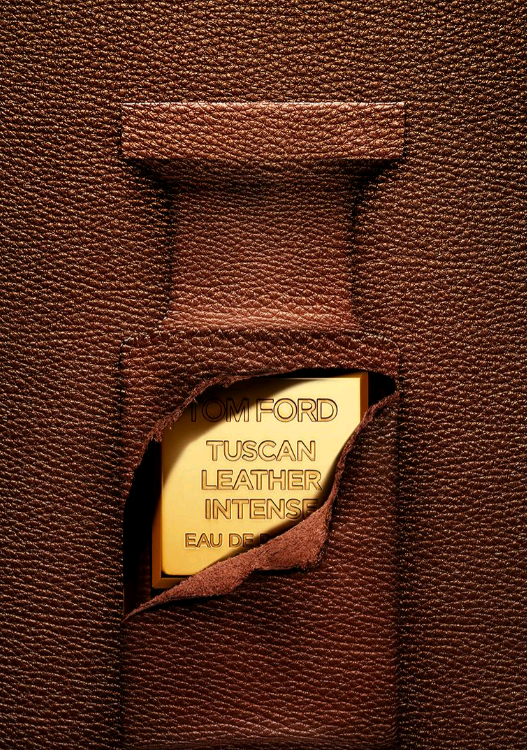 TOM FORD
TUSCAN
LEATHER
INTENSE
EAU DE